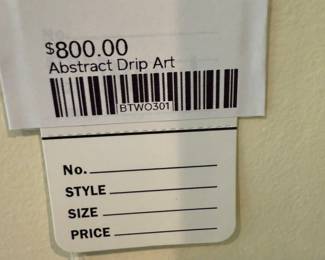 $800.00
Abstract Drip Art
BTWO301
No.
STYLE
SIZE
PRICE